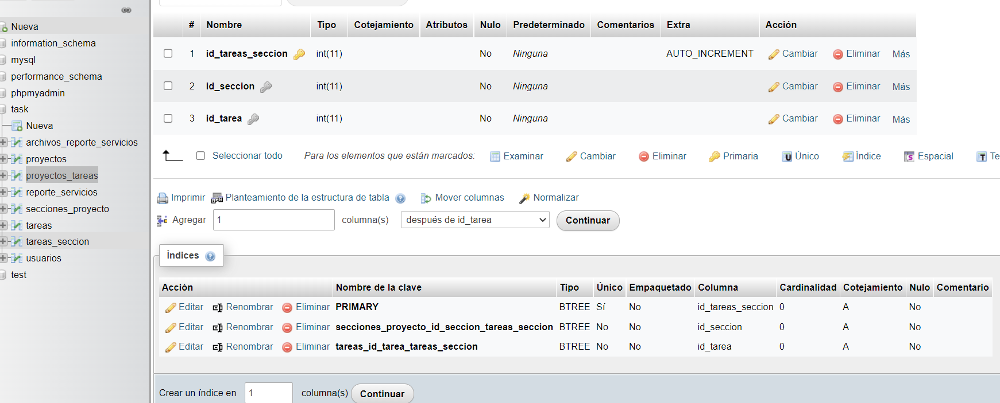 Nueva
information_schema
mysql
performance_schema
phpmyadmin
task
Nueva
archivos_reporte_servicios
proyectos
proyectos_tareas
reporte_servicios
secciones_proyecto
tareas
tareas_seccion
usuarios
test
# Nombre Tipo Cotejamiento Atributos Nulo Predeterminado Comentarios Extra Acción
1 id_tareas_seccion int(11) No Ninguna AUTO_INCREMENT Cambiar Eliminar Más
2 id_seccion int(11) No Ninguna Cambiar Eliminar Más
3 id_tarea int(11) No Ninguna Cambiar Eliminar Más
Seleccionar todo Para los elementos que están marcados: Examinar Cambiar Eliminar Primaria U Único Índice S Espacial T Te
Imprimir Planteamiento de la estructura de tabla Mover columnas Normalizar
Agregar 1 columna(s) después de id_tarea Continuar
Índices
Acción Nombre de la clave Tipo Único Empaquetado Columna Cardinalidad Cotejamiento Nulo Comentario
Editar Renombrar Eliminar PRIMARY BTREE Sí No id_tareas_seccion 0 A No
Editar Renombrar Eliminar secciones_proyecto_id_seccion_tareas_seccion BTREE No No id_seccion 0 A No
Editar Renombrar Eliminar tareas_id_tarea_tareas_seccion BTREE No No id_tarea 0 A No
Crear un índice en 1 columna(s) Continuar